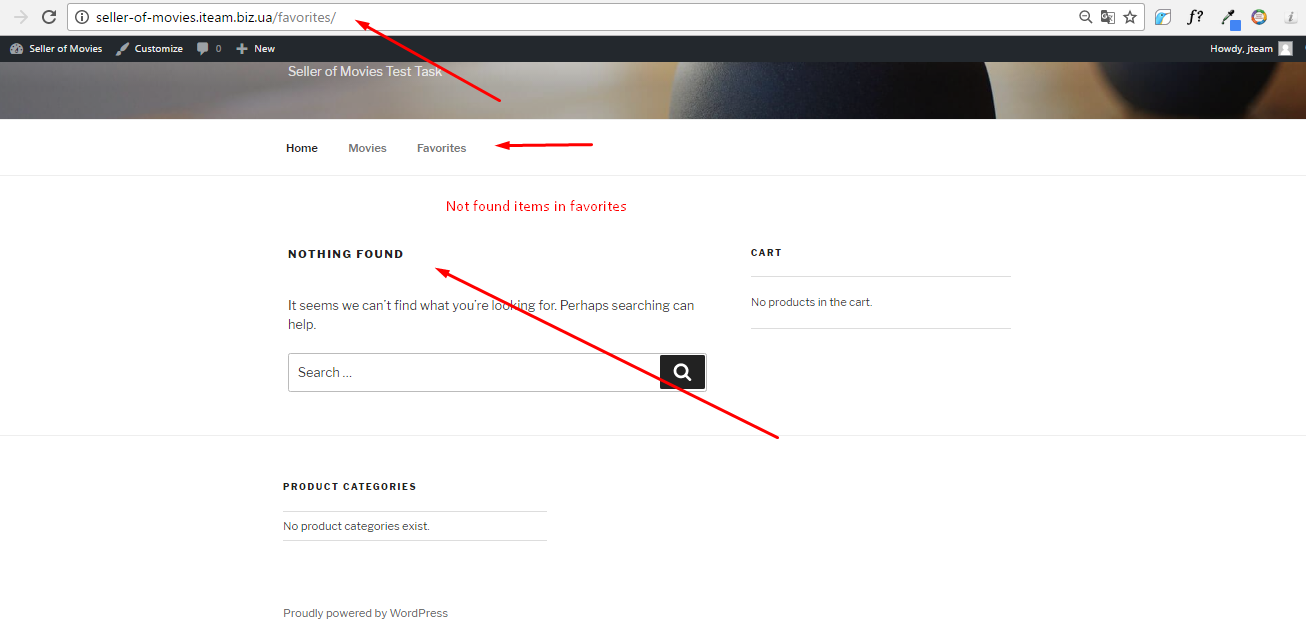 seller-of-movies.iteam.biz.ua/favorites/
f?
i
Seller of Movies Customize 0 New Howdy, jteam
Seller of Movies Test Task
Home Movies Favorites
Not found items in favorites
NOTHING FOUND
CART
It seems we can't find what you're looking for. Perhaps searching can
help.
No products in the cart.
Search …
PRODUCT CATEGORIES
No product categories exist.
Proudly powered by WordPress